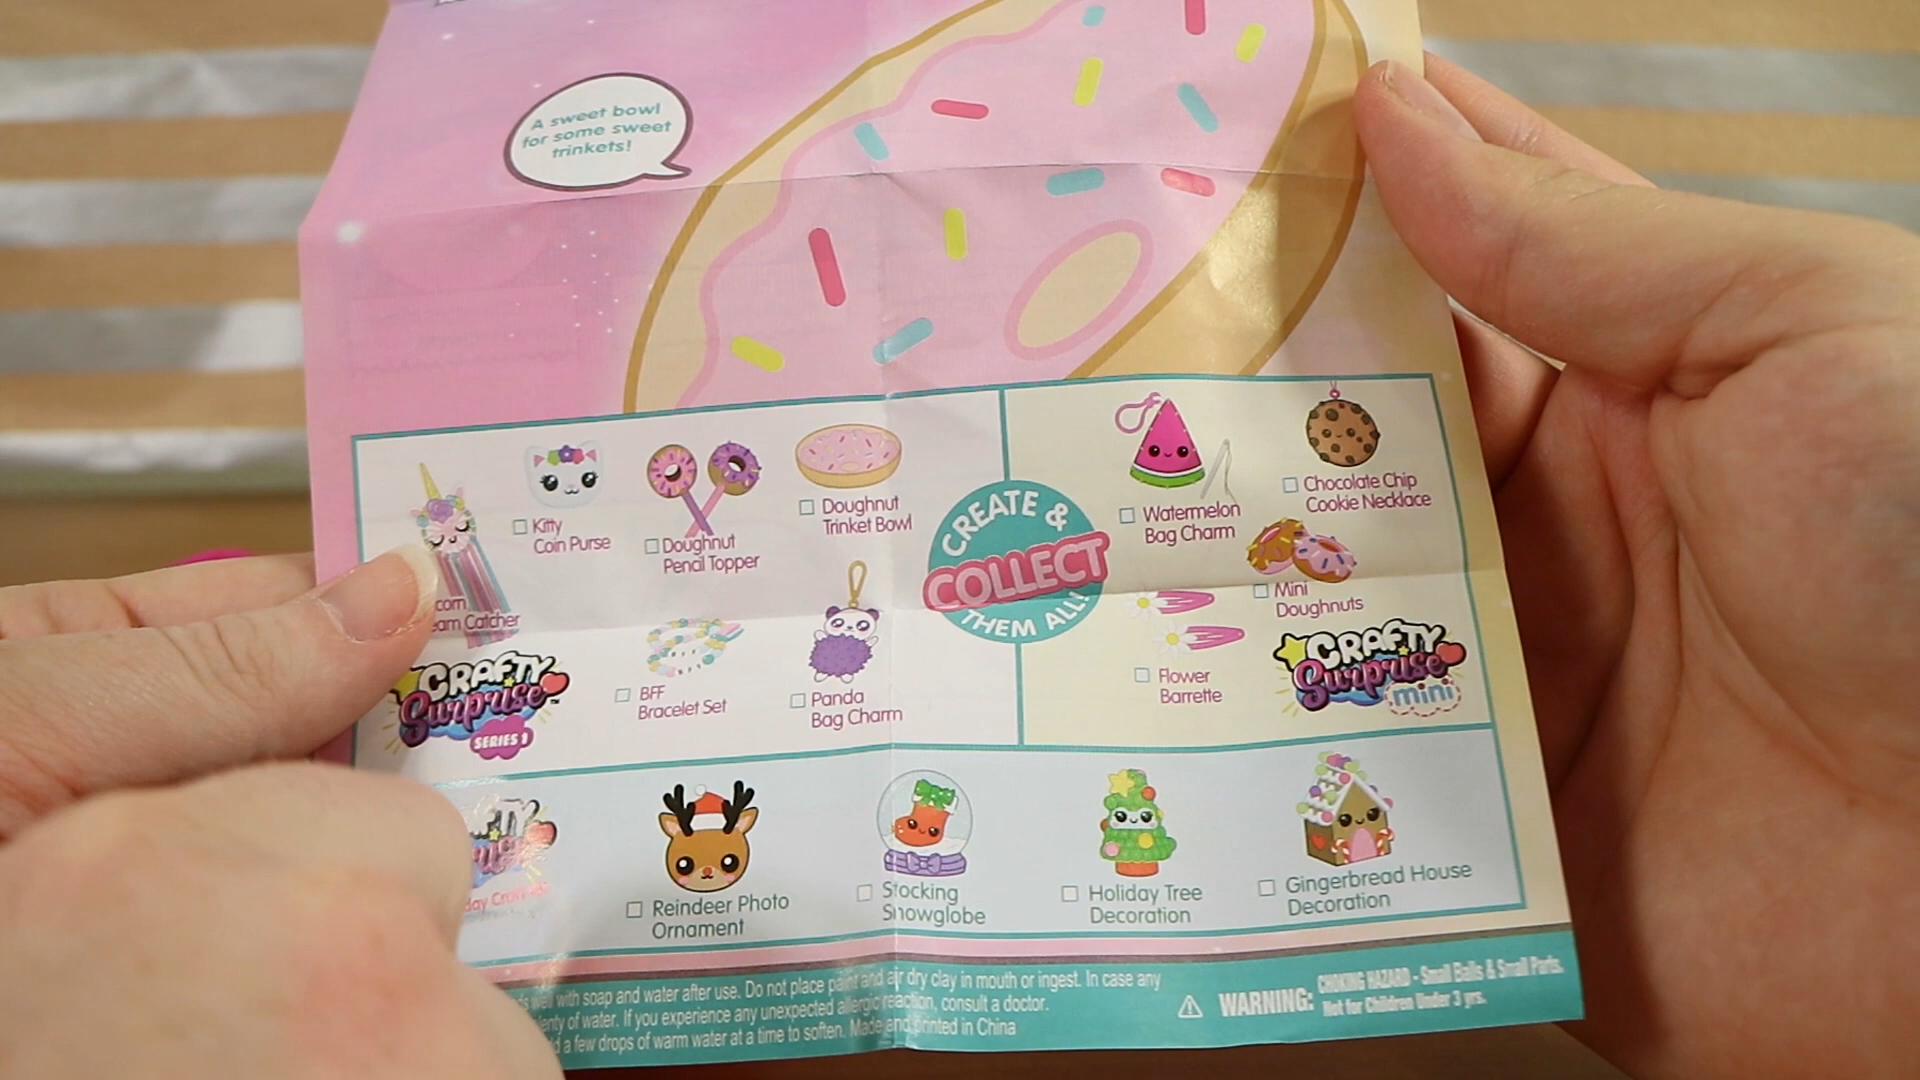 A sweet bowl
for some sweet
trinkets!
Kitty
Coin Purse
Doughnut
Pencil Topper
Doughnut
Trinket Bowl
Catcher
CRAFTY
Surprise
SERIES 1
BFF
Bracelet Set
Panda
Bag Charm
CREATE &
COLLECT
THEM ALL!
Watermelon
Bag Charm
Chocolate Chip
Cookie Necklace
Mini
Doughnuts
Flower
Barrette
CRAFTY
Surprise
mini
Reindeer Photo
Ornament
Stocking
Snowglobe
Holiday Tree
Decoration
Gingerbread House
Decoration
well with soap and water after use. Do not place paint and air dry clay in mouth or ingest. In case any
of water. If you experience any unexpected allergic reaction, consult a doctor.
a few drops of warm water at a time to soften. Made and printed in China
WARNING: CHOKING HAZARD - Small Balls & Small Parts.
Not for Children Under 3 yrs.